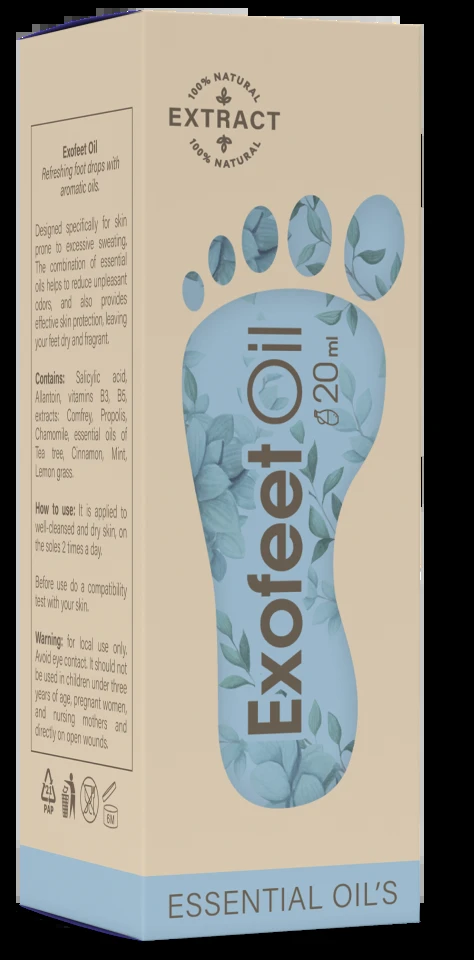 Exofeet Oil
Refreshing foot drops with
aromatic oils.
Designed specifically for skin
prone to excessive sweating,
The combination of essential
oils helps to reduce unpleasant
odors, and also provides
effective skin protection, leaving
your feet dry and fragrant.
Contains: Salicylic acid,
Allantoin, vitamins B3, B5,
extracts: Comfrey, Propolis,
Chamomile, essential oils of
Tea tree, Cinnamon, Mint,
Lemon grass.
How to use: It is applied to
well-cleansed and dry skin, on
the soles 2 times a day.
Before use do a compatibility
test with your skin.
Warning: for local use only,
Avoid eye contact. It should not
be used in children under three
years of age, pregnant women,
and nursing mothers and
directly on open wounds.
21
PAP
6M
100% NATURAL
EXTRACT
100% NATURAL
Exofeet Oil
20 ml
ESSENTIAL OIL'S